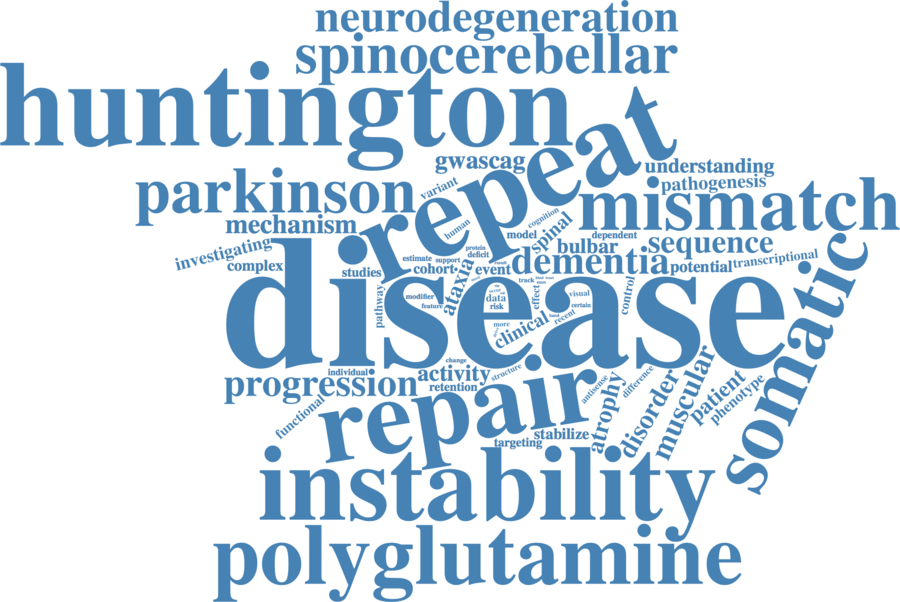 neurodegeneration
spinocerebellar
huntington
repeat
gwascag
understanding
parkinson
variant
pathogenesis
mismatch
mechanism
human
cognition
spinal
model
dependent
investigating
protein
deficit
bulbar
sequence
complex
studies
estimate
support
cohort
event
ataxia
dementia
potential
transcriptional
disease
somatic
pathway
modifier
feature
track
data
risk
effect
visual
certain
control
recent
more
clinical
change
individual
progression
activity
retention
structure
repair
functional
antisense
difference
atrophy
disorder
muscular
patient
phenotype
targeting
stabilize
instability
polyglutamine